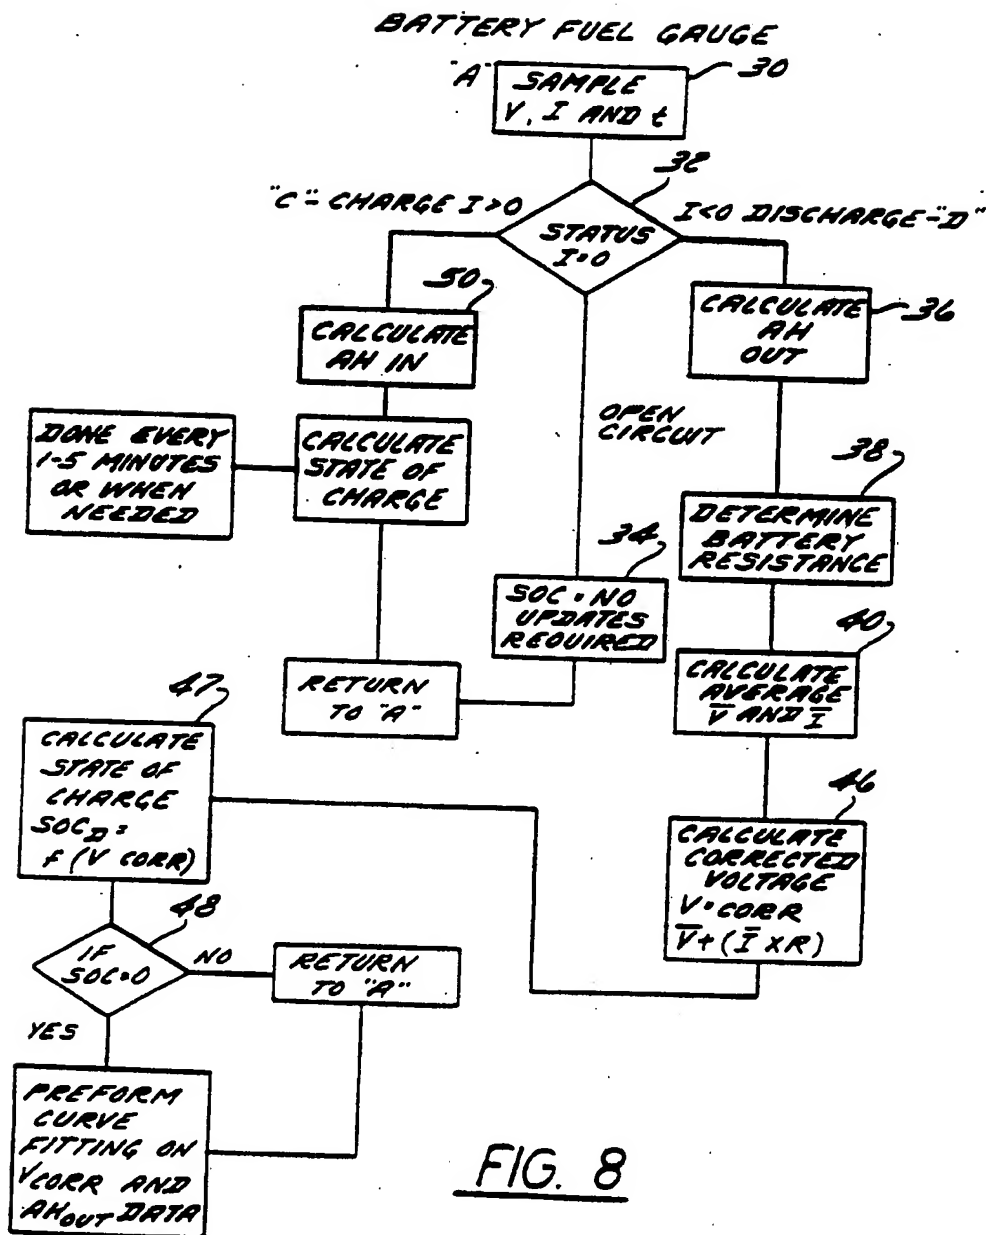 BATTERY FUEL GAUGE
"A"
30
SAMPLE
V, I AND t
32
"C"- CHARGE I>0
I<0 DISCHARGE-"D"
STATUS
I=0
50
CALCULATE
AH IN
CALCULATE
AH
OUT
36
DONE EVERY
1-5 MINUTES
OR WHEN
NEEDED
CALCULATE
STATE OF
CHARGE
OPEN
CIRCUIT
38
DETERMINE
BATTERY
RESISTANCE
34
SOC = NO
UPDATES
REQUIRED
40
CALCULATE
AVERAGE
V̅ AND I̅
RETURN
TO "A"
47
CALCULATE
STATE OF
CHARGE
SOC_D =
f (V CORR)
46
CALCULATE
CORRECTED
VOLTAGE
V = CORR
V̅ + (I̅ X R)
48
IF
SOC=0
NO
RETURN
TO "A"
YES
PREFORM
CURVE
FITTING ON
VCORR AND
AH_OUT DATA
FIG. 8